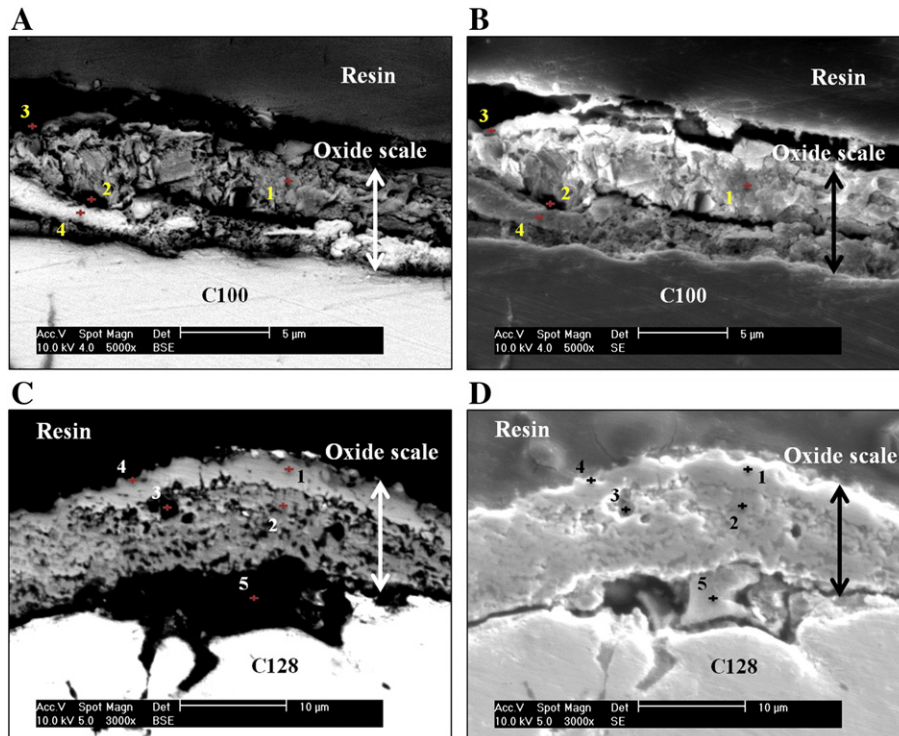 A
Resin
3
Oxide scale
2
1
4
C100
Acc.V Spot Magn Det
10.0 kV 4.0 5000x BSE
5 µm
B
Resin
3
Oxide scale
2
1
4
C100
Acc.V Spot Magn Det
10.0 kV 4.0 5000x SE
5 µm
C
Resin
Oxide scale
4
1
3
2
5
C128
Acc.V Spot Magn Det
10.0 kV 5.0 3000x BSE
10 µm
D
Resin
Oxide scale
4
1
3
2
5
C128
Acc.V Spot Magn Det
10.0 kV 5.0 3000x SE
10 µm